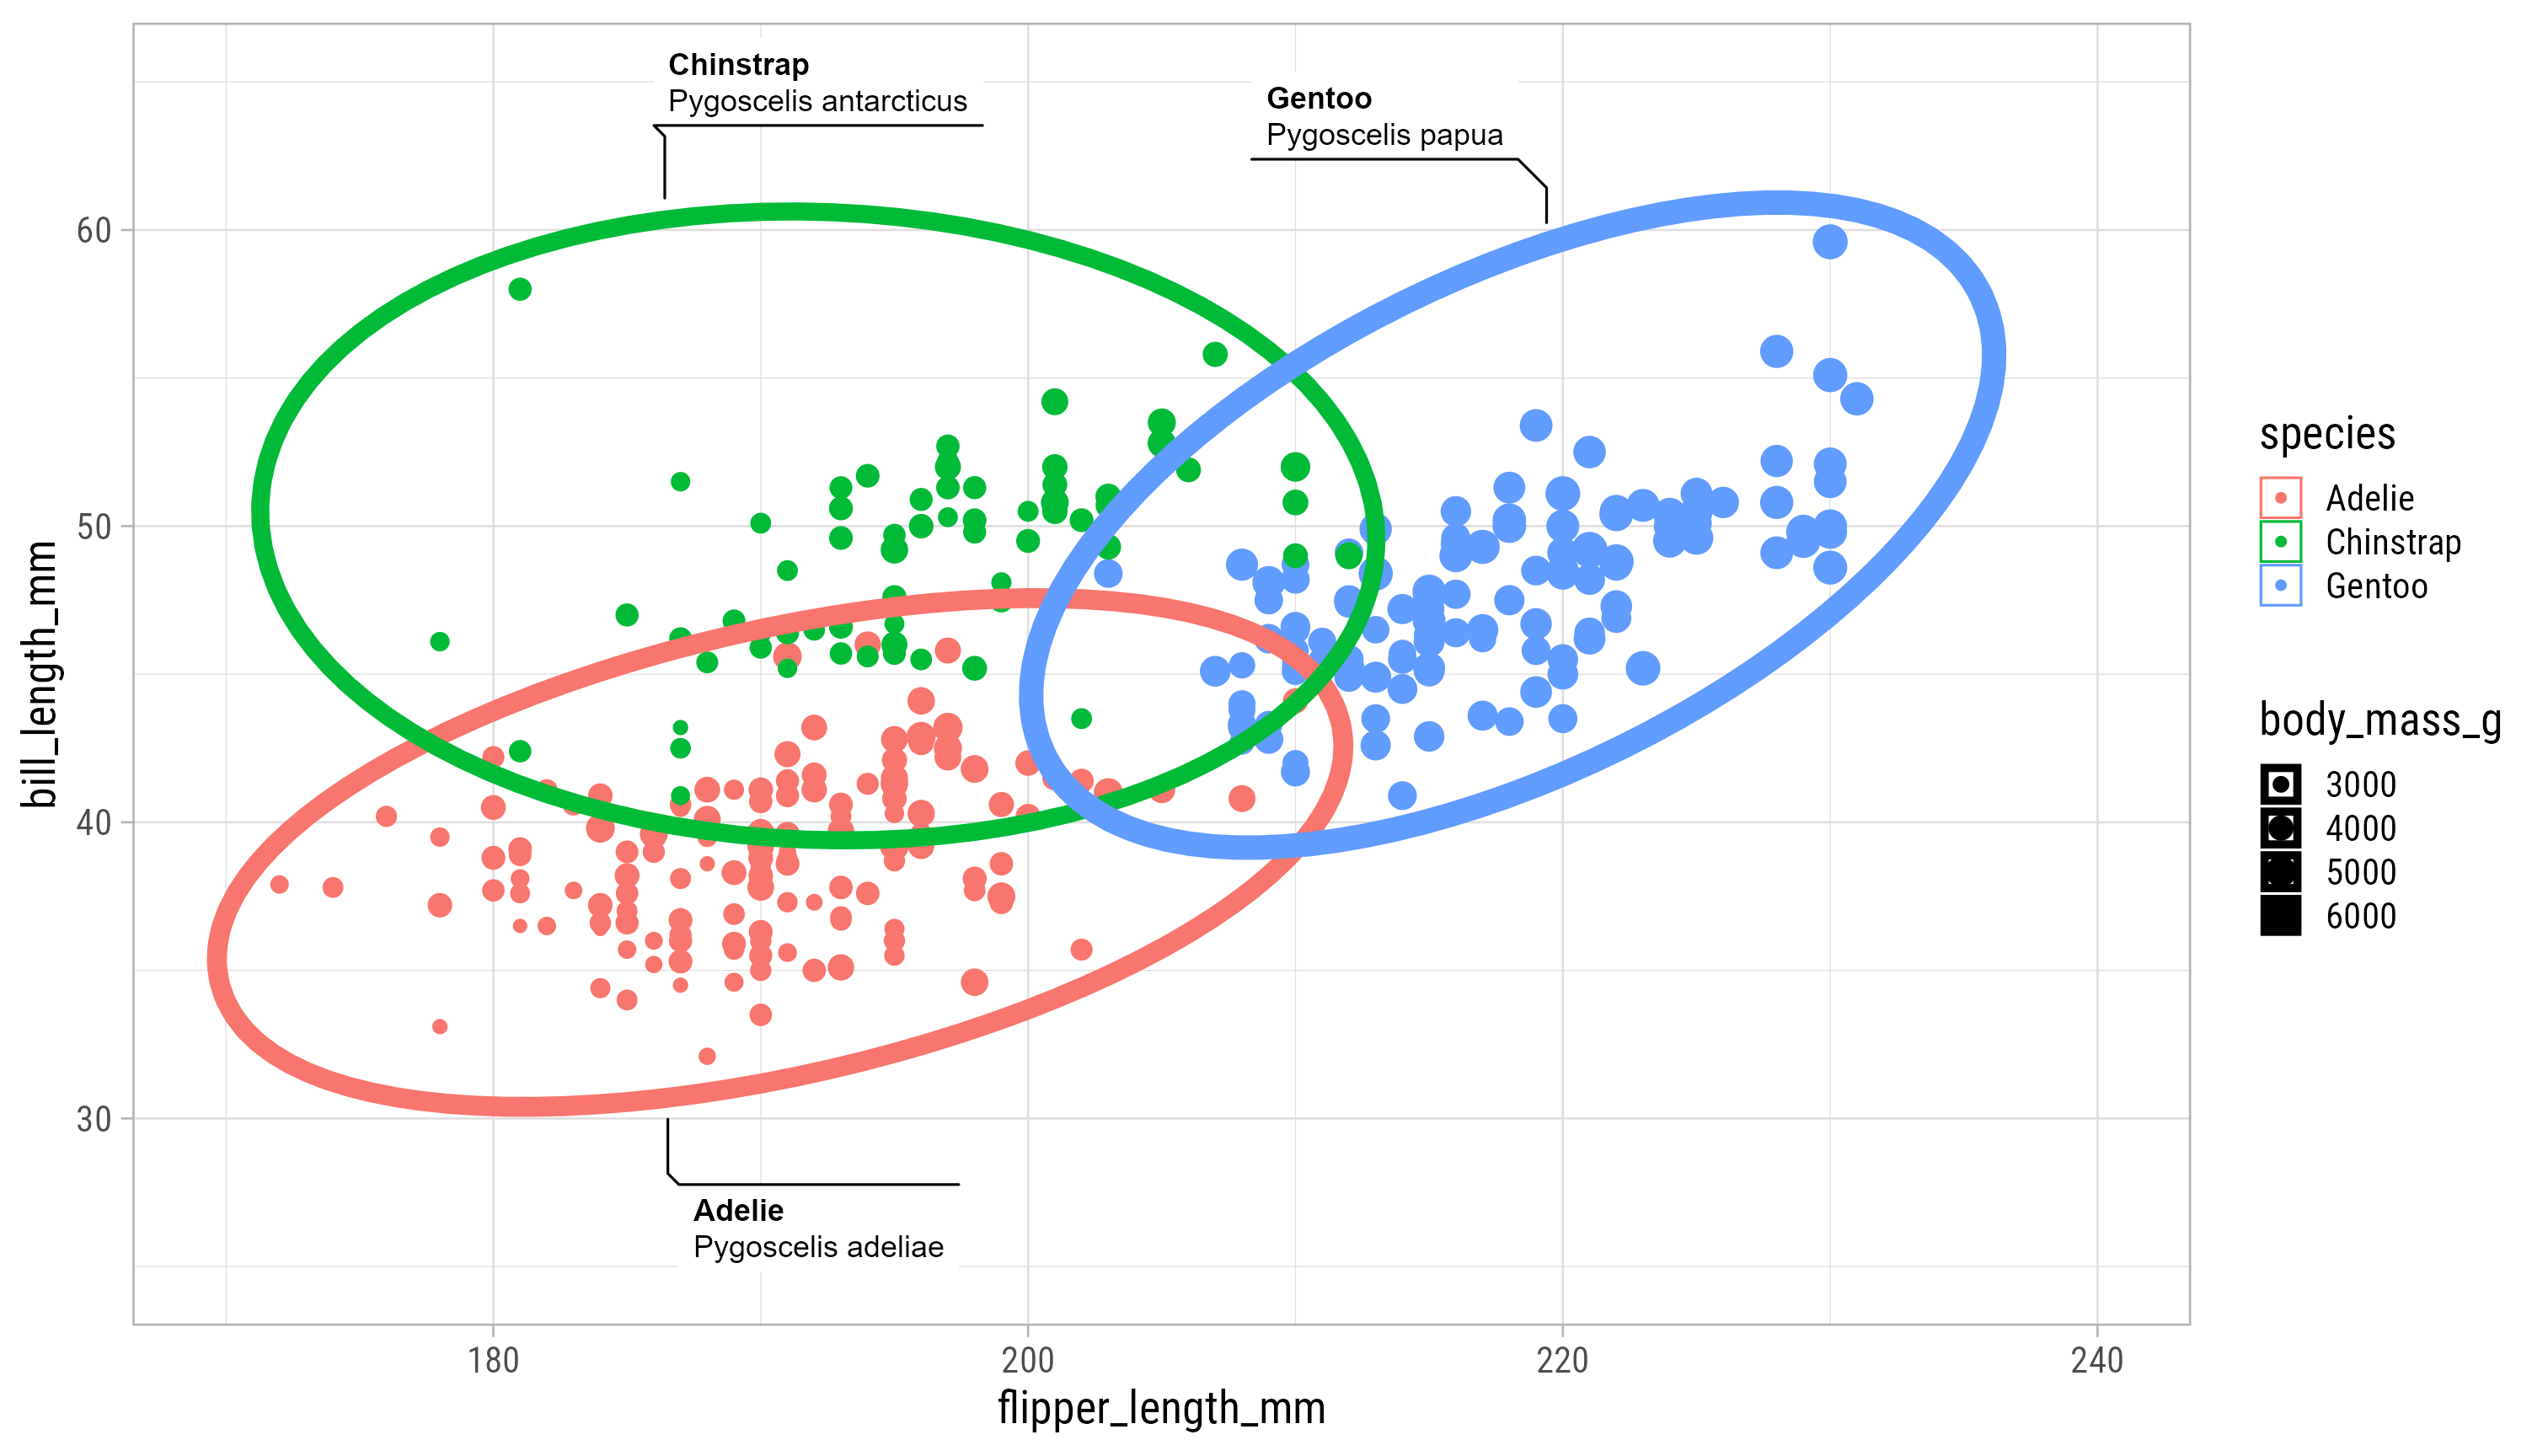 Chinstrap
Pygoscelis antarcticus
Gentoo
Pygoscelis papua
60
50
40
30
bill_length_mm
Adelie
Pygoscelis adeliae
180
200
220
240
flipper_length_mm
species
Adelie
Chinstrap
Gentoo
body_mass_g
3000
4000
5000
6000